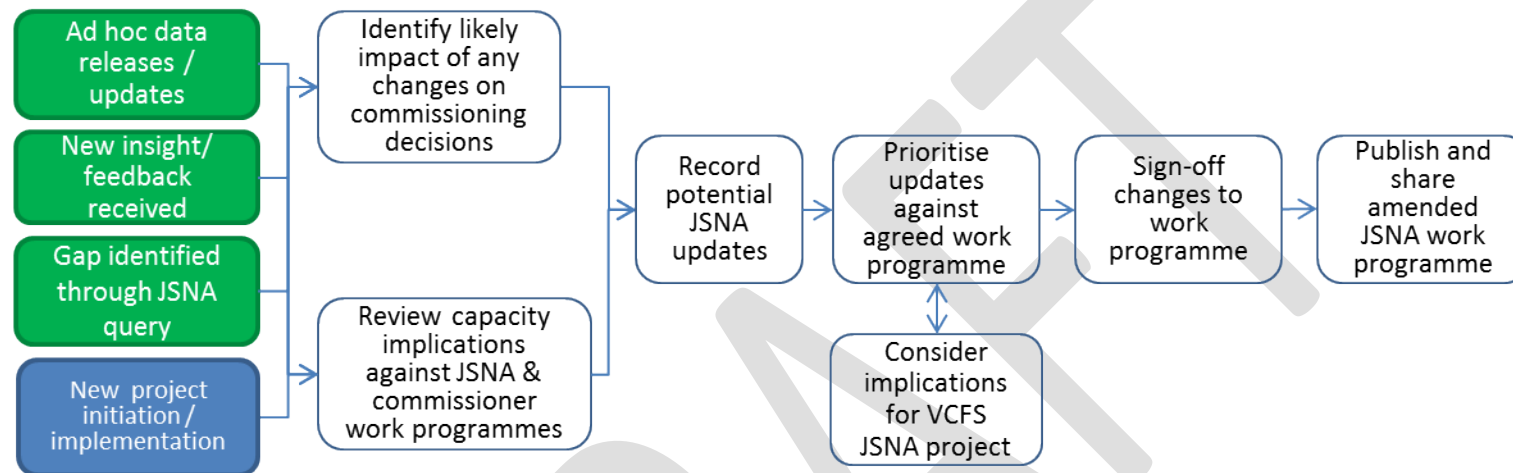 Ad hoc data
releases /
updates
New insight/
feedback
received
Gap identified
through JSNA
query
New project
initiation /
implementation
Identify likely
impact of any
changes on
commissioning
decisions
Review capacity
implications
against JSNA &
commissioner
work programmes
Record
potential
JSNA
updates
Prioritise
updates
against
agreed work
programme
Consider
implications
for VCFS
JSNA project
Sign-off
changes to
work
programme
Publish and
share
amended
JSNA work
programme
DRAFT